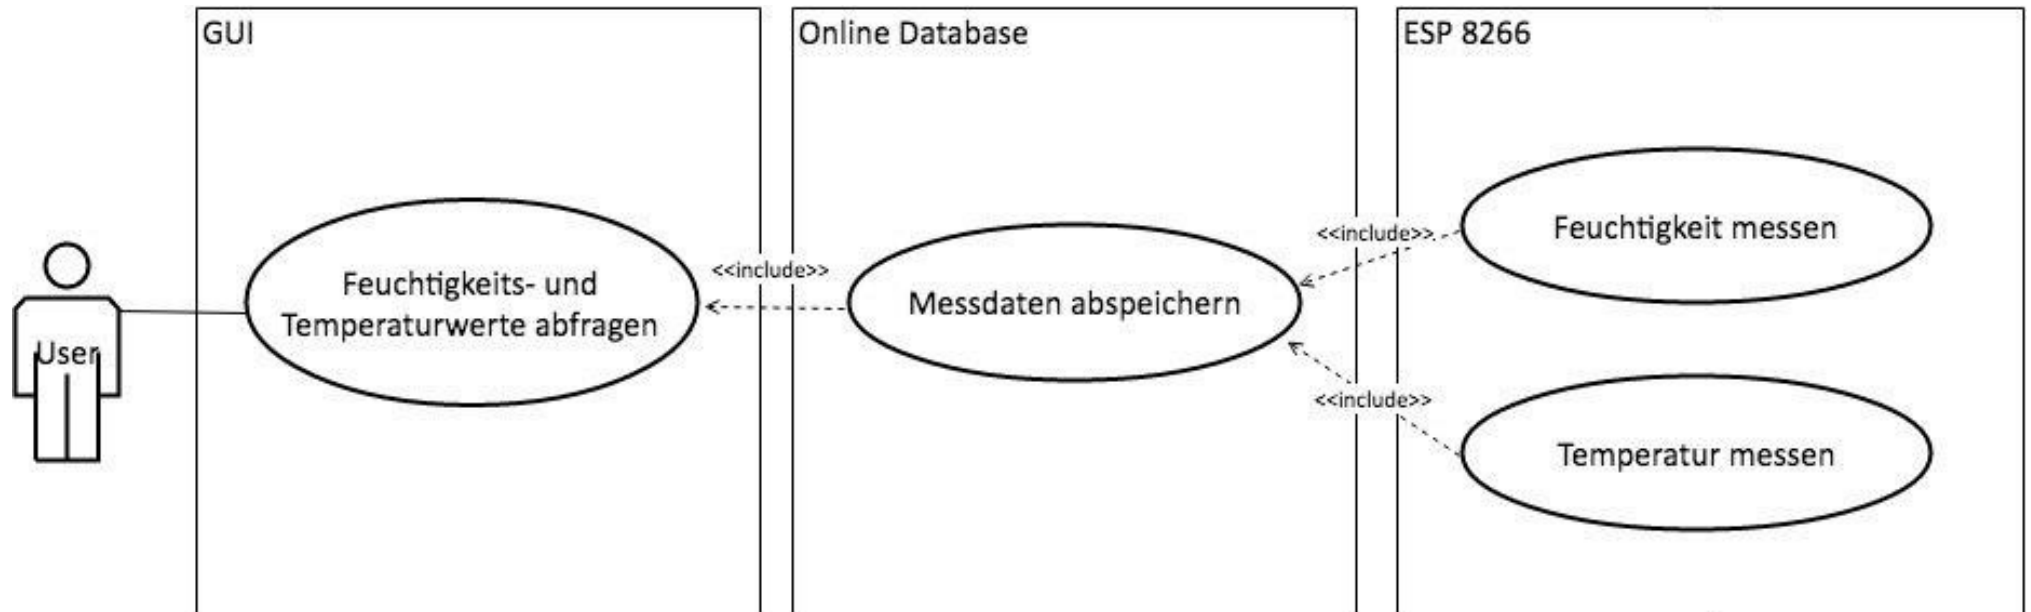 GUI
Online Database
ESP 8266
User
Feuchtigkeits- und
Temperaturwerte abfragen
<<include>>
Messdaten abspeichern
<<include>>
<<include>>
Feuchtigkeit messen
Temperatur messen